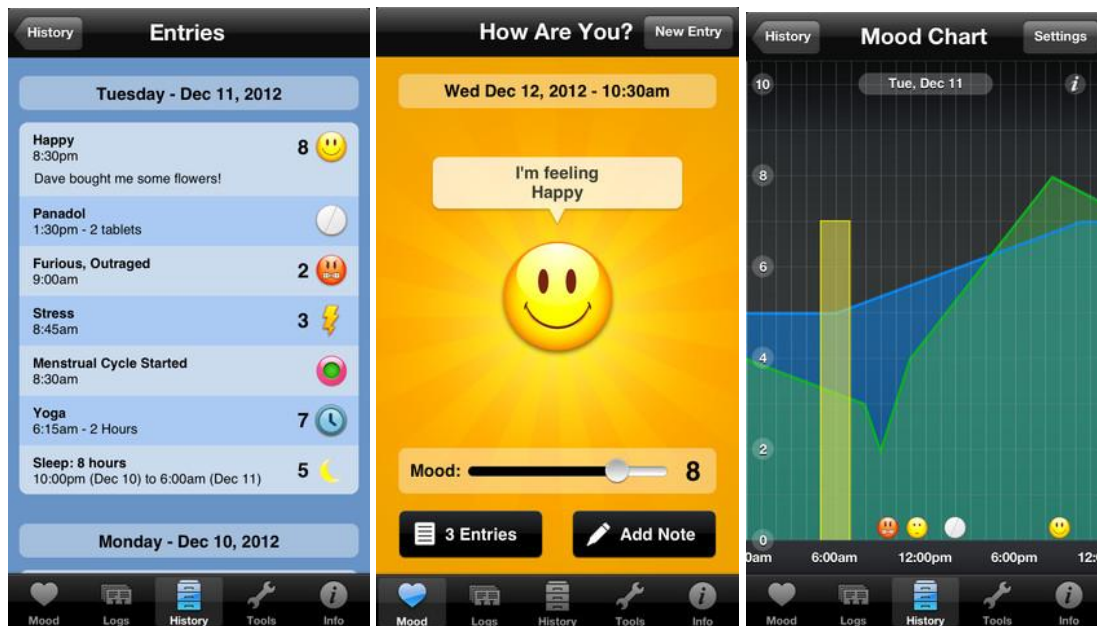 History
Entries
Tuesday - Dec 11, 2012
Happy
8:30pm
8
Dave bought me some flowers!
Panadol
1:30pm - 2 tablets
Furious, Outraged
9:00am
2
Stress
8:45am
3
Menstrual Cycle Started
8:30am
Yoga
6:15am - 2 Hours
7
Sleep: 8 hours
10:00pm (Dec 10) to 6:00am (Dec 11)
5
Monday - Dec 10, 2012
Mood Logs History Tools Info
How Are You? New Entry
Wed Dec 12, 2012 - 10:30am
I'm feeling
Happy
Mood: 8
3 Entries Add Note
Mood Logs History Tools Info
History Mood Chart Settings
10 Tue, Dec 11 i
8
6
4
2
0
0am 6:00am 12:00pm 6:00pm 12:
Mood Logs History Tools Info